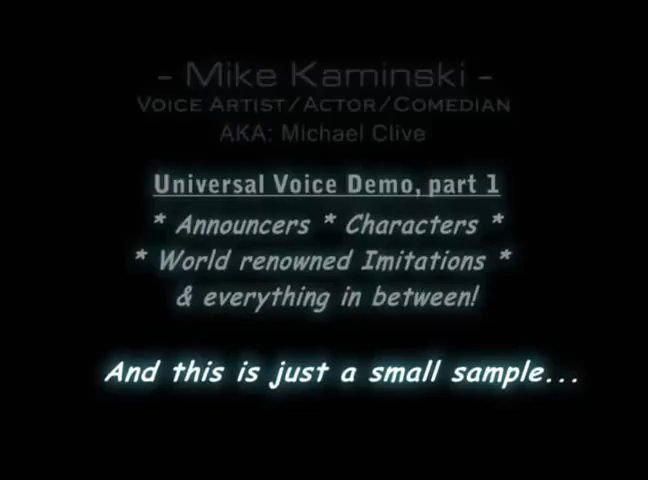 - Mike Kaminski -
VOICE ARTIST/ACTOR/COMEDIAN
AKA: Michael Clive
Universal Voice Demo, part 1
* Announcers * Characters *
* World renowned Imitations *
& everything in between!
And this is just a small sample...